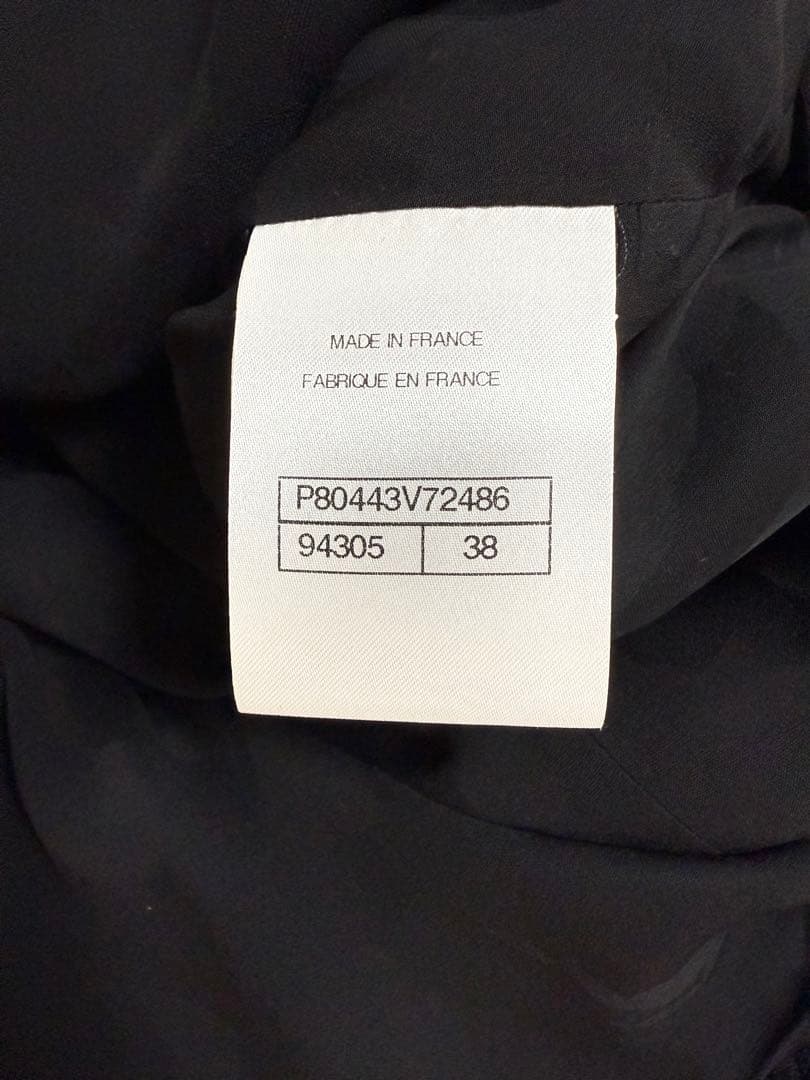 MADE IN FRANCE
FABRIQUE EN FRANCE
P80443V72486
94305 38